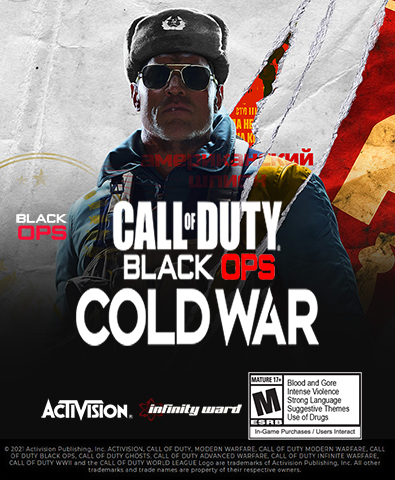 ЭТО ПІ
НА НЕ
НА К
американский
шпион
BLACK
OPS
CALL OF DUTY®
BLACK OPS
COLD WAR
ACTIVISION®
infinity ward
MATURE 17+
M
ESRB
Blood and Gore
Intense Violence
Strong Language
Suggestive Themes
Use of Drugs
In-Game Purchases / Users Interact
© 2021 Activision Publishing, Inc. ACTIVISION, CALL OF DUTY, MODERN WARFARE, CALL OF DUTY MODERN WARFARE, CALL
OF DUTY BLACK OPS, CALL OF DUTY GHOSTS, CALL OF DUTY ADVANCED WARFARE, CALL OF DUTY INFINITE WARFARE,
CALL OF DUTY WWII and the CALL OF DUTY WORLD LEAGUE Logo are trademarks of Activision Publishing, Inc. All other
trademarks and trade names are property of their respective owners.